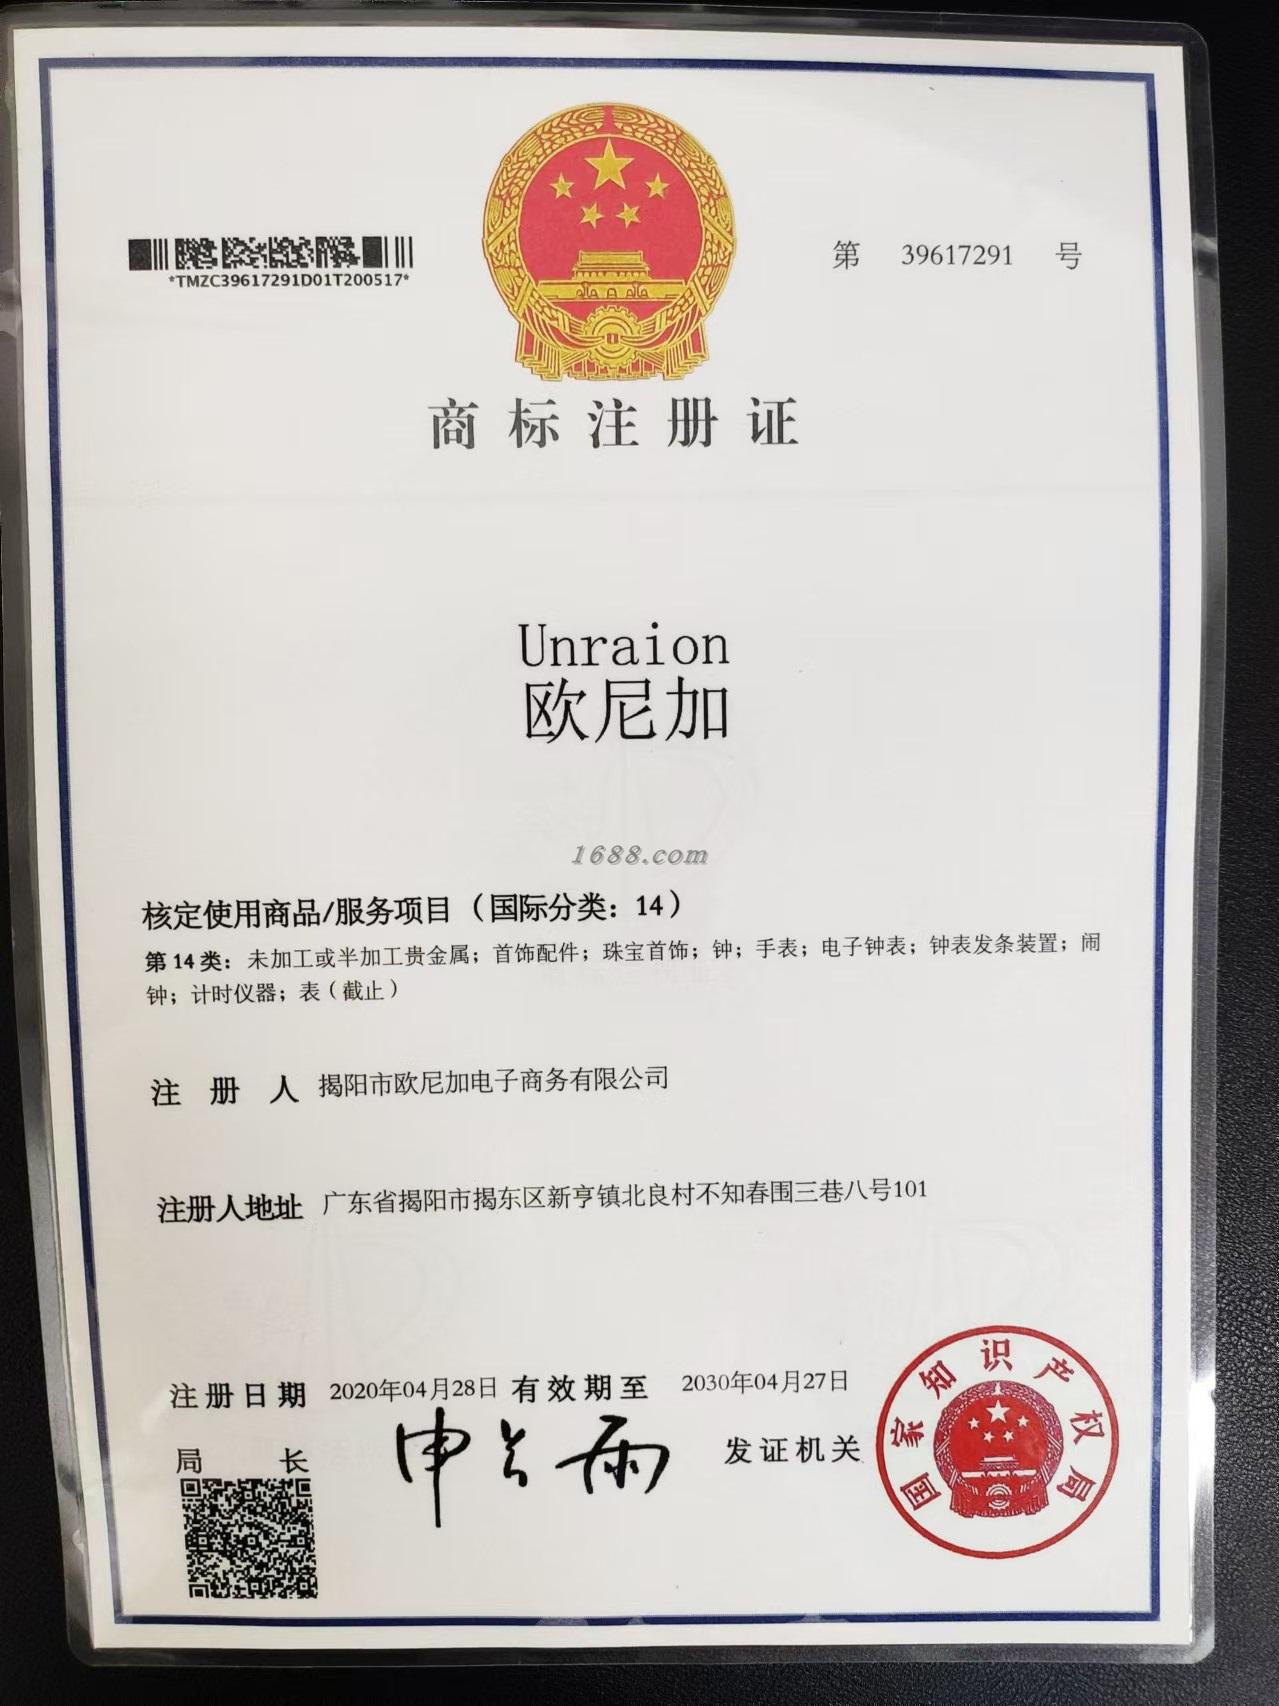 *TMZC39617291D01T200517*
第 39617291 号
商标注册证
Unraion
欧尼加
1688.com
核定使用商品/服务项目（国际分类：14）
第14类：未加工或半加工贵金属；首饰配件；珠宝首饰；钟；手表；电子钟表；钟表发条装置；闹
钟；计时仪器；表（截止）
注册人 揭阳市欧尼加电子商务有限公司
注册人地址 广东省揭阳市揭东区新亨镇北良村不知春围三巷八号101
注册日期 2020年04月28日 有效期至 2030年04月27日
局长 申长雨 发证机关
国家知识产权局